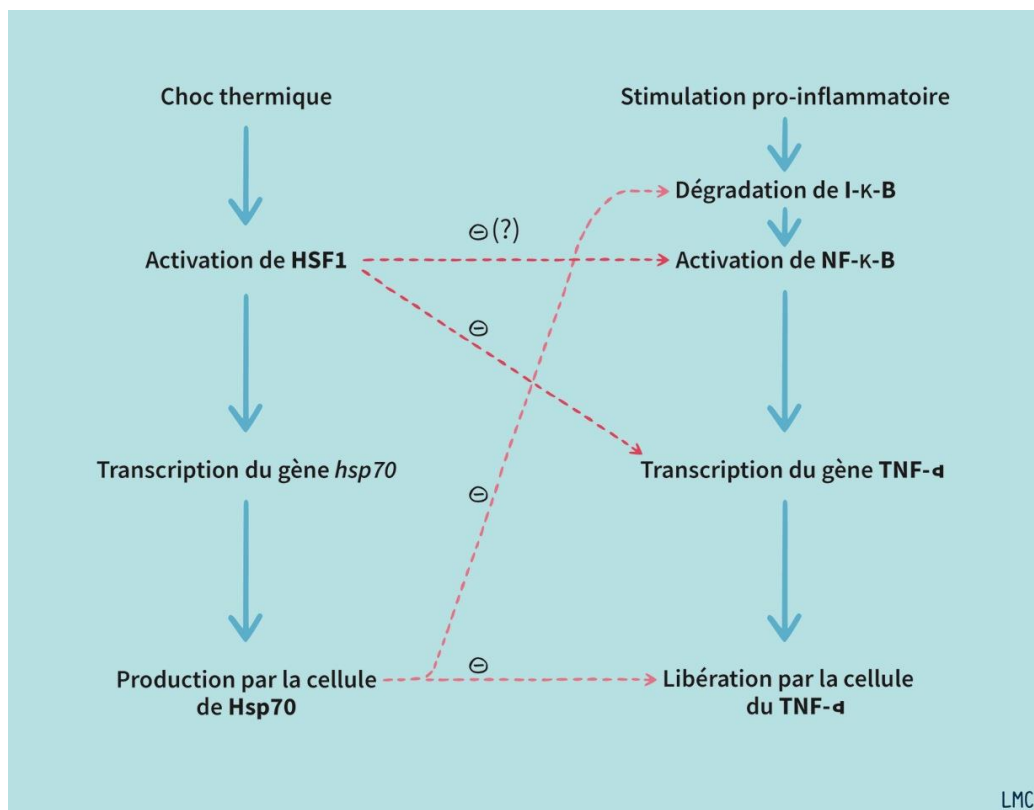 Choc thermique
Stimulation pro-inflammatoire
Dégradation de I-κ-B
⊖(?)
Activation de HSF1
Activation de NF-κ-B
⊖
Transcription du gène hsp70
Transcription du gène TNF-α
⊖
⊖
Production par la cellule
de Hsp70
Libération par la cellule
du TNF-α
LMC